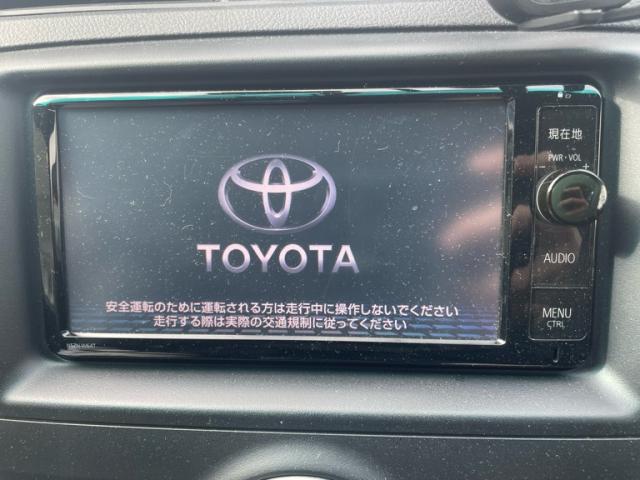 現在地
PWR・VOL
- +
TOYOTA
AUDIO
安全運転のために運転される方は走行中に操作しないでください
走行する際は実際の交通規制に従ってください
MENU
CTRL
NSZN-W64T